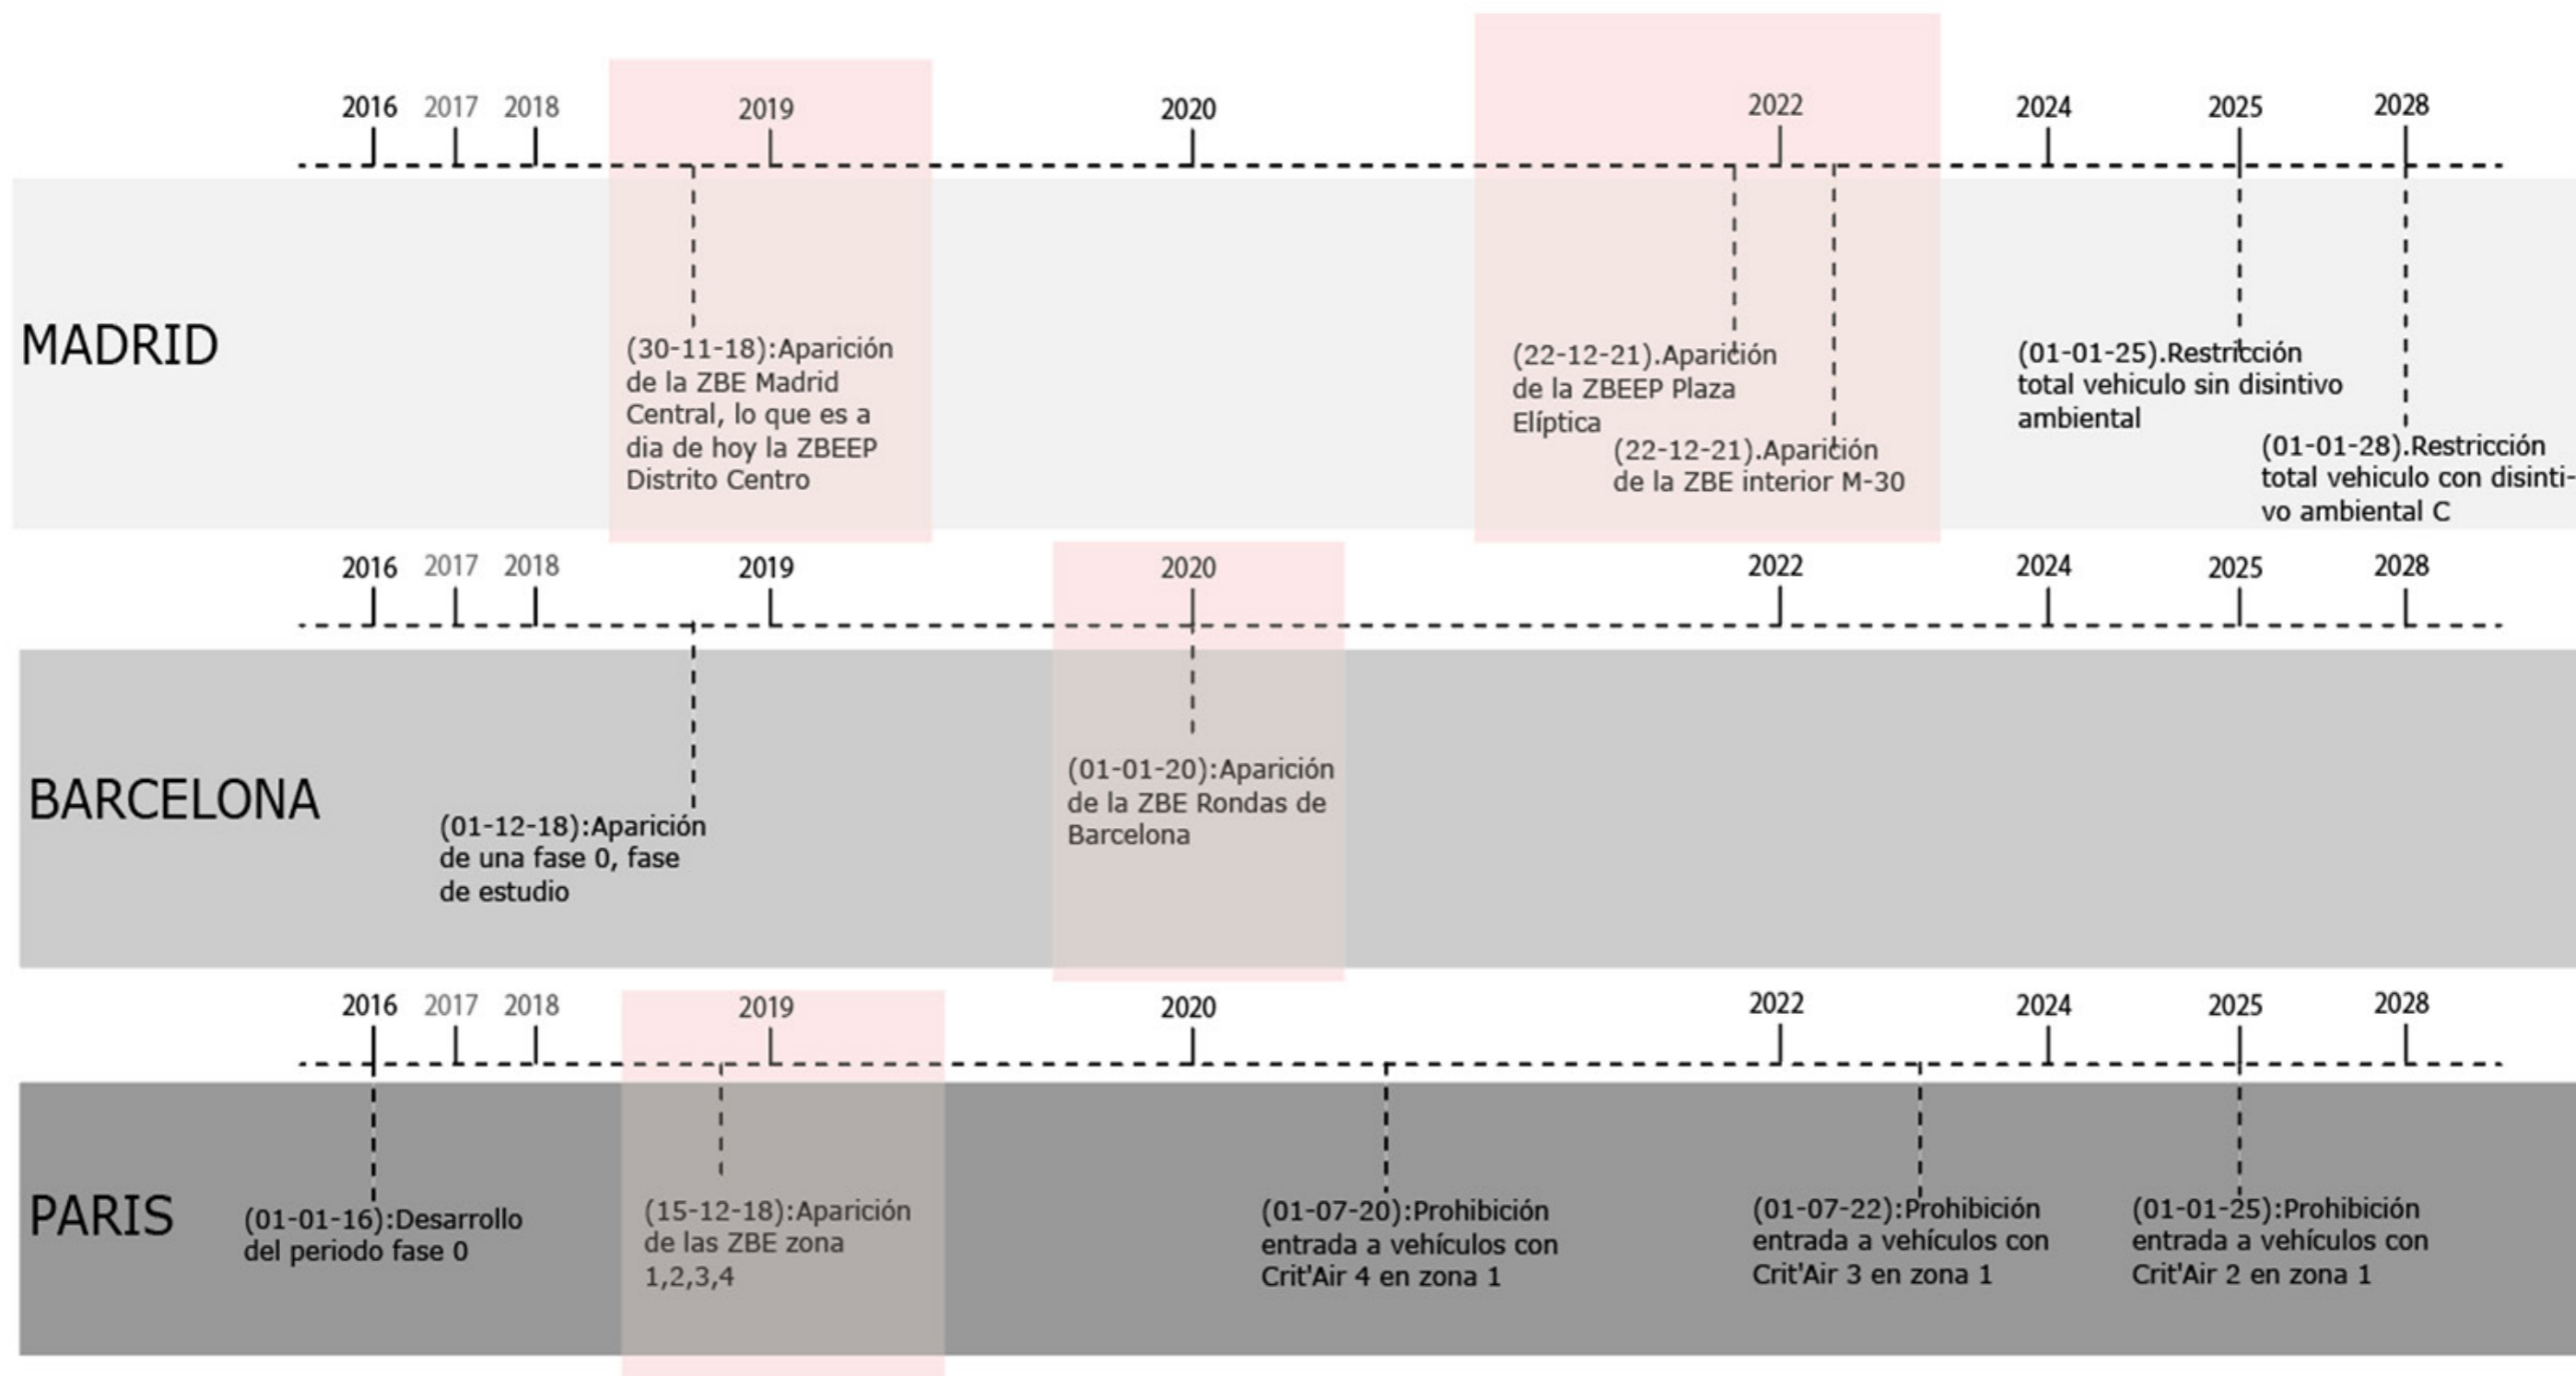 2016 2017 2018 2019 2020 2022 2024 2025 2028
MADRID
(30-11-18):Aparición
de la ZBE Madrid
Central, lo que es a
dia de hoy la ZBEEP
Distrito Centro
(22-12-21).Aparición
de la ZBEEP Plaza
Elíptica
(22-12-21).Aparición
de la ZBE interior M-30
(01-01-25).Restricción
total vehiculo sin disintivo
ambiental
(01-01-28).Restricción
total vehiculo con disinti-
vo ambiental C
2016 2017 2018 2019 2020 2022 2024 2025 2028
BARCELONA
(01-12-18):Aparición
de una fase 0, fase
de estudio
(01-01-20):Aparición
de la ZBE Rondas de
Barcelona
2016 2017 2018 2019 2020 2022 2024 2025 2028
PARIS
(01-01-16):Desarrollo
del periodo fase 0
(15-12-18):Aparición
de las ZBE zona
1,2,3,4
(01-07-20):Prohibición
entrada a vehículos con
Crit'Air 4 en zona 1
(01-07-22):Prohibición
entrada a vehículos con
Crit'Air 3 en zona 1
(01-01-25):Prohibición
entrada a vehículos con
Crit'Air 2 en zona 1